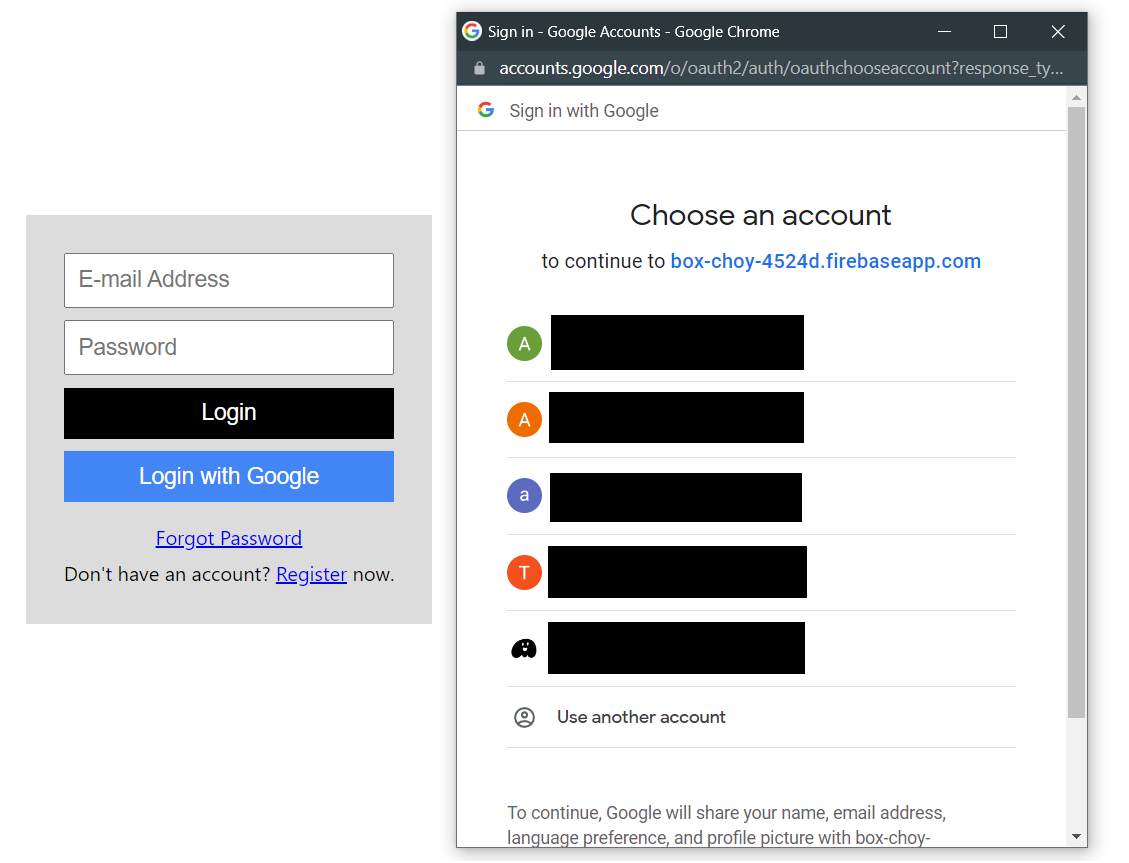 E-mail Address
Password
Login
Login with Google
Forgot Password
Don't have an account? Register now.
Sign in - Google Accounts - Google Chrome
accounts.google.com/o/oauth2/auth/oauthchooseaccount?response_ty...
Sign in with Google
Choose an account
to continue to box-choy-4524d.firebaseapp.com
A
A
a
T
Use another account
To continue, Google will share your name, email address,
language preference, and profile picture with box-choy-